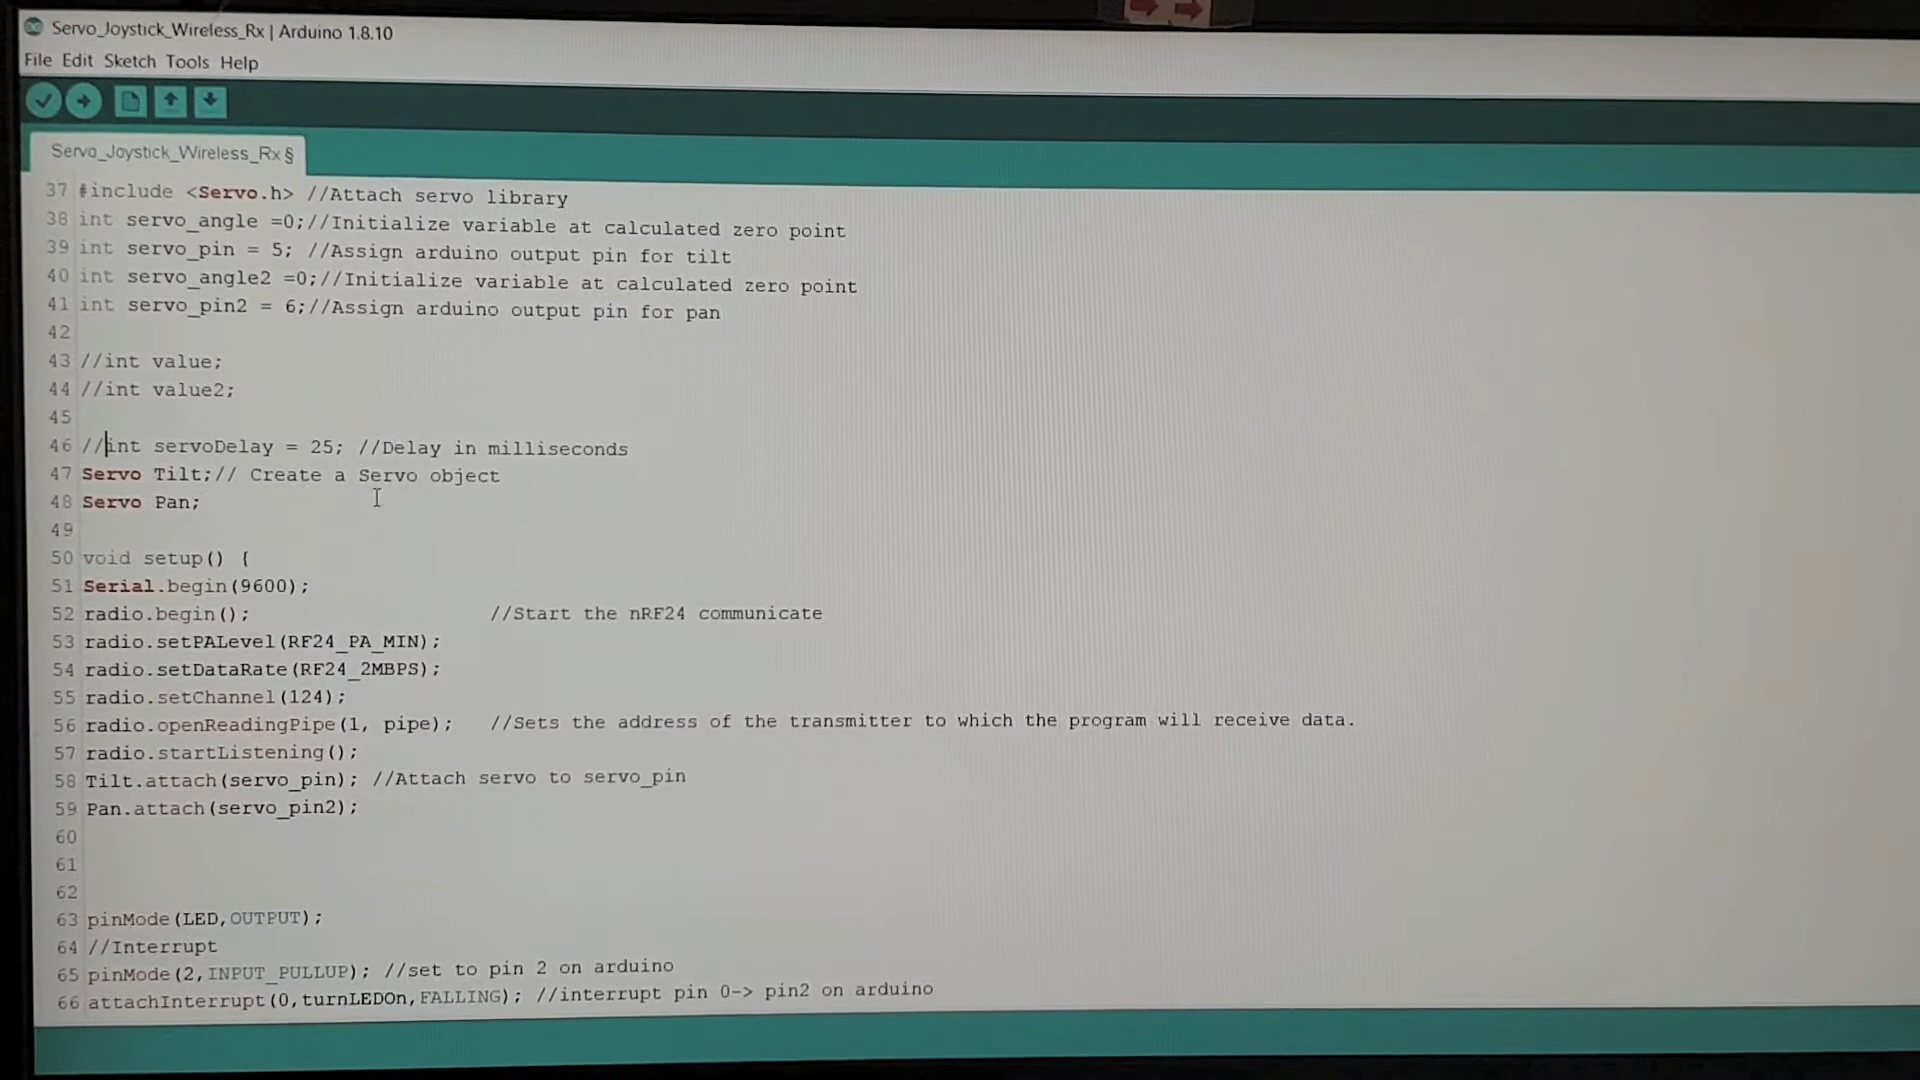 Servo_Joystick_Wireless_Rx | Arduino 1.8.10
File Edit Sketch Tools Help
Servo_Joystick_Wireless_Rx §
37 #include <Servo.h> //Attach servo library
38 int servo_angle =0;//Initialize variable at calculated zero point
39 int servo_pin = 5; //Assign arduino output pin for tilt
40 int servo_angle2 =0;//Initialize variable at calculated zero point
41 int servo_pin2 = 6;//Assign arduino output pin for pan
42
43 //int value;
44 //int value2;
45
46 //int servoDelay = 25; //Delay in milliseconds
47 Servo Tilt;// Create a Servo object
48 Servo Pan;
49
50 void setup() {
51 Serial.begin(9600);
52 radio.begin(); //Start the nRF24 communicate
53 radio.setPALevel(RF24_PA_MIN);
54 radio.setDataRate(RF24_2MBPS);
55 radio.setChannel(124);
56 radio.openReadingPipe(1, pipe); //Sets the address of the transmitter to which the program will receive data.
57 radio.startListening();
58 Tilt.attach(servo_pin); //Attach servo to servo_pin
59 Pan.attach(servo_pin2);
60
61
62
63 pinMode(LED,OUTPUT);
64 //Interrupt
65 pinMode(2,INPUT_PULLUP); //set to pin 2 on arduino
66 attachInterrupt(0,turnLEDOn,FALLING); //interrupt pin 0-> pin2 on arduino